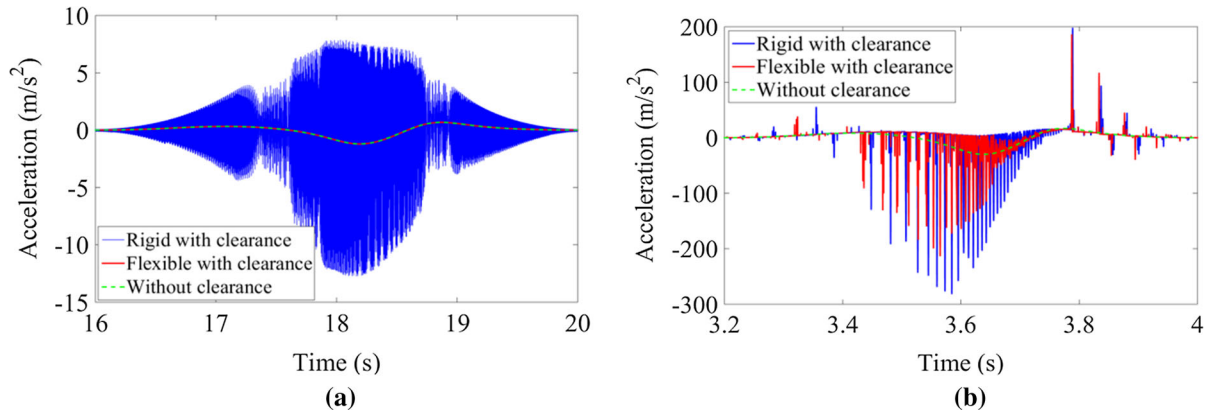 10
5
0
-5
-10
-15
Acceleration (m/s²)
Rigid with clearance
Flexible with clearance
Without clearance
16 17 18 19 20
Time (s)
(a)
200
100
0
-100
-200
-300
Acceleration (m/s²)
Rigid with clearance
Flexible with clearance
Without clearance
3.2 3.4 3.6 3.8 4
Time (s)
(b)